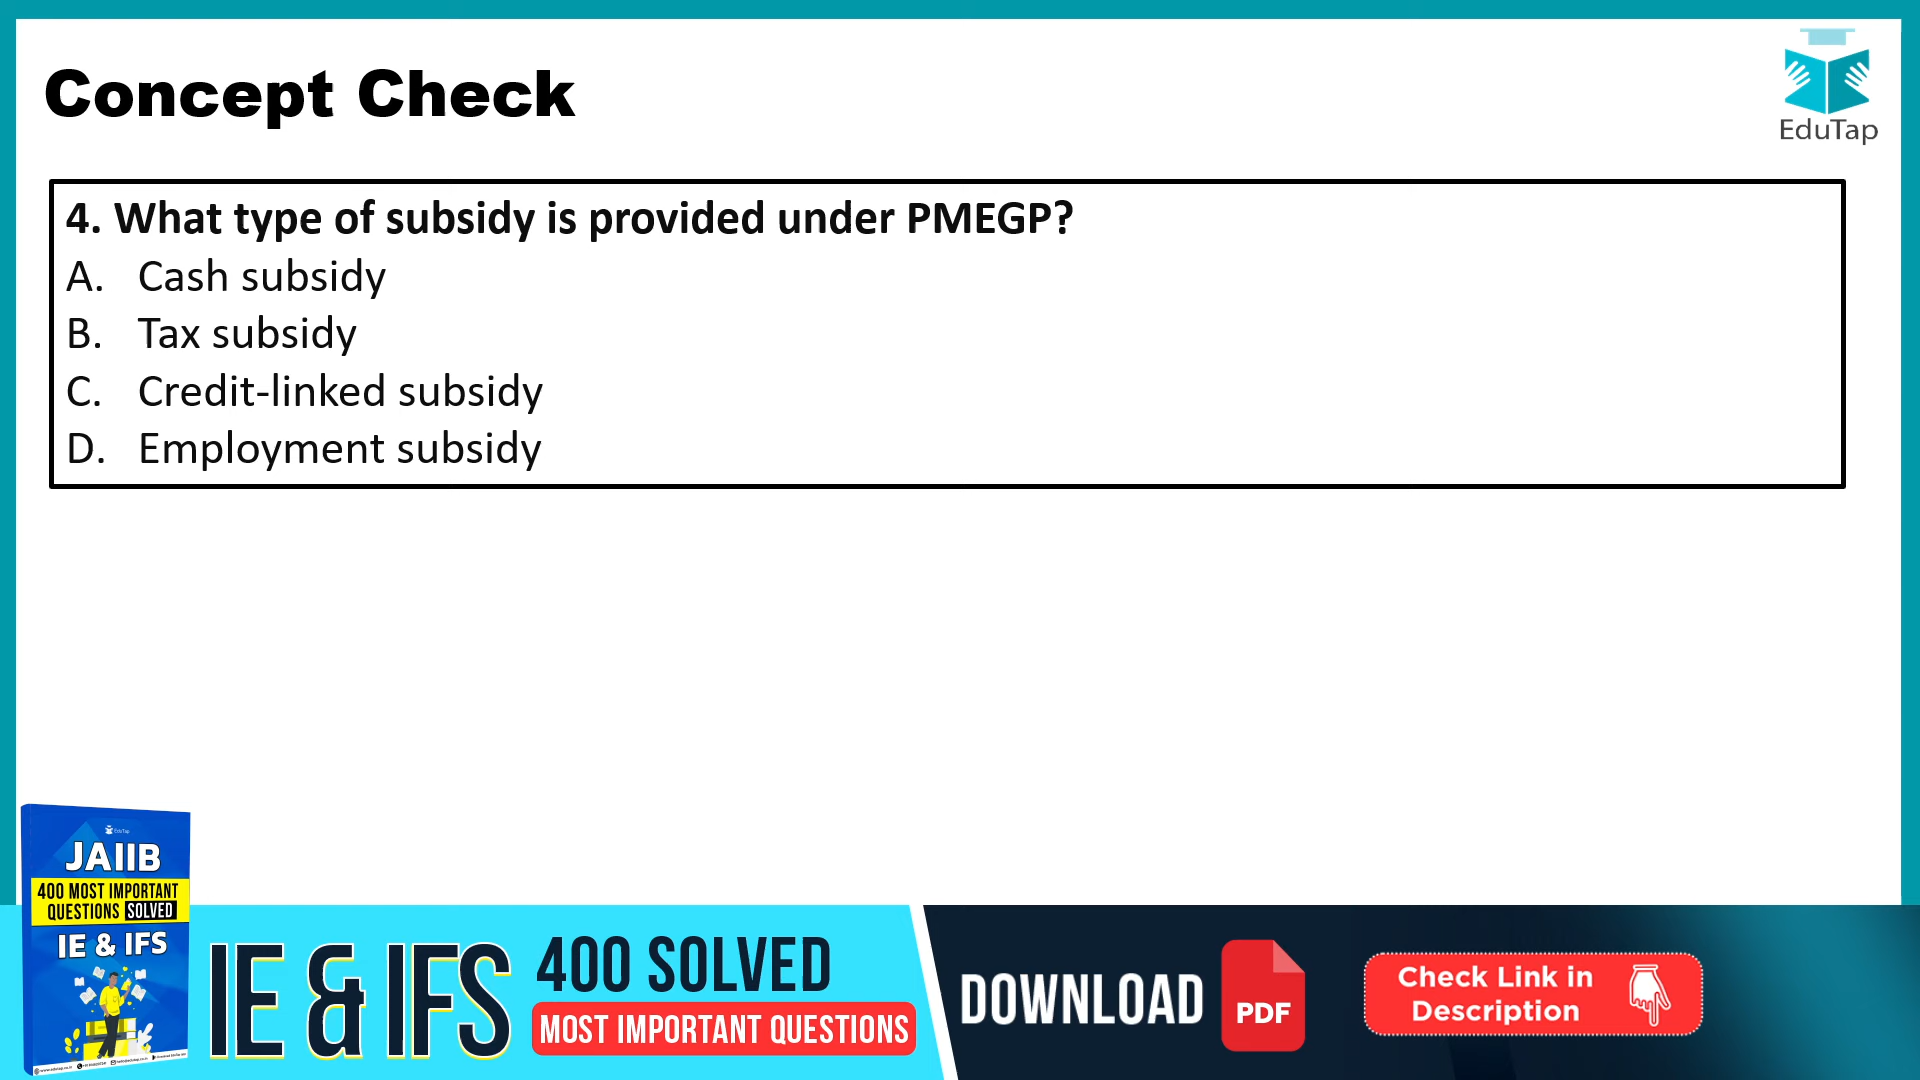 Concept Check
EduTap
4. What type of subsidy is provided under PMEGP?
A. Cash subsidy
B. Tax subsidy
C. Credit-linked subsidy
D. Employment subsidy
EduTap
JAIIB
400 MOST IMPORTANT
QUESTIONS SOLVED
IE & IFS
IE & IFS
400 SOLVED
MOST IMPORTANT QUESTIONS
DOWNLOAD
PDF
Check Link in
Description